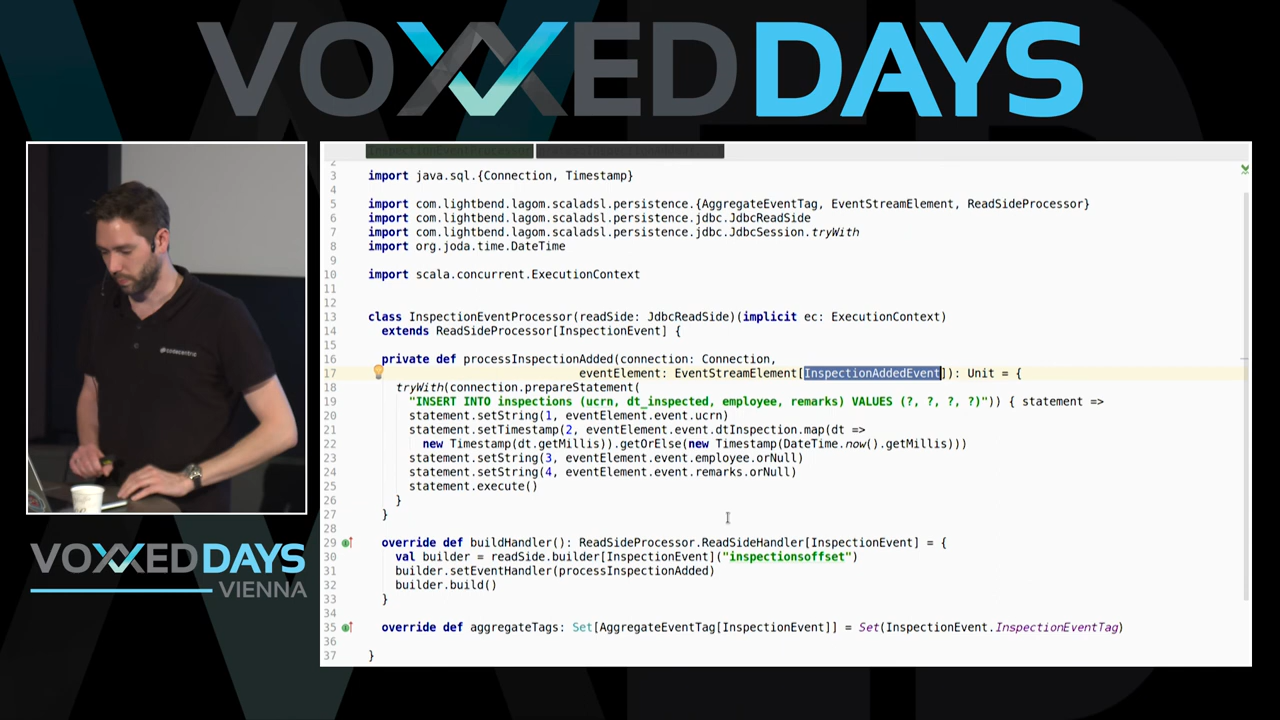 VOXXED DAYS
codecentric
VOXXED DAYS
VIENNA
2
3 import java.sql.{Connection, Timestamp}
4
5 import com.lightbend.lagom.scaladsl.persistence.{AggregateEventTag, EventStreamElement, ReadSideProcessor}
6 import com.lightbend.lagom.scaladsl.persistence.jdbc.JdbcReadSide
7 import com.lightbend.lagom.scaladsl.persistence.jdbc.JdbcSession.tryWith
8 import org.joda.time.DateTime
9
10 import scala.concurrent.ExecutionContext
11
12
13 class InspectionEventProcessor(readSide: JdbcReadSide)(implicit ec: ExecutionContext)
14 extends ReadSideProcessor[InspectionEvent] {
15
16 private def processInspectionAdded(connection: Connection,
17 eventElement: EventStreamElement[InspectionAddedEvent]): Unit = {
18 tryWith(connection.prepareStatement(
19 "INSERT INTO inspections (ucrn, dt_inspected, employee, remarks) VALUES (?, ?, ?, ?)")) { statement =>
20 statement.setString(1, eventElement.event.ucrn)
21 statement.setTimestamp(2, eventElement.event.dtInspection.map(dt =>
22 new Timestamp(dt.getMillis)).getOrElse(new Timestamp(DateTime.now().getMillis)))
23 statement.setString(3, eventElement.event.employee.orNull)
24 statement.setString(4, eventElement.event.remarks.orNull)
25 statement.execute()
26 }
27 }
28
29 override def buildHandler(): ReadSideProcessor.ReadSideHandler[InspectionEvent] = {
30 val builder = readSide.builder[InspectionEvent]("inspectionsoffset")
31 builder.setEventHandler(processInspectionAdded)
32 builder.build()
33 }
34
35 override def aggregateTags: Set[AggregateEventTag[InspectionEvent]] = Set(InspectionEvent.InspectionEventTag)
36
37 }